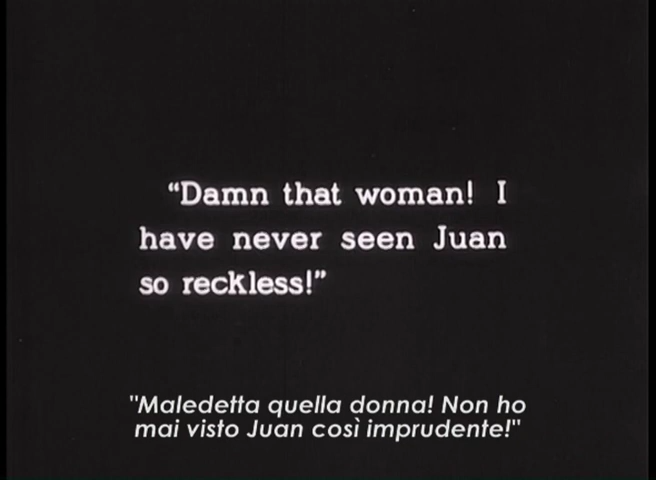 “Damn that woman! I
have never seen Juan
so reckless!”
"Maledetta quella donna! Non ho
mai visto Juan così imprudente!"